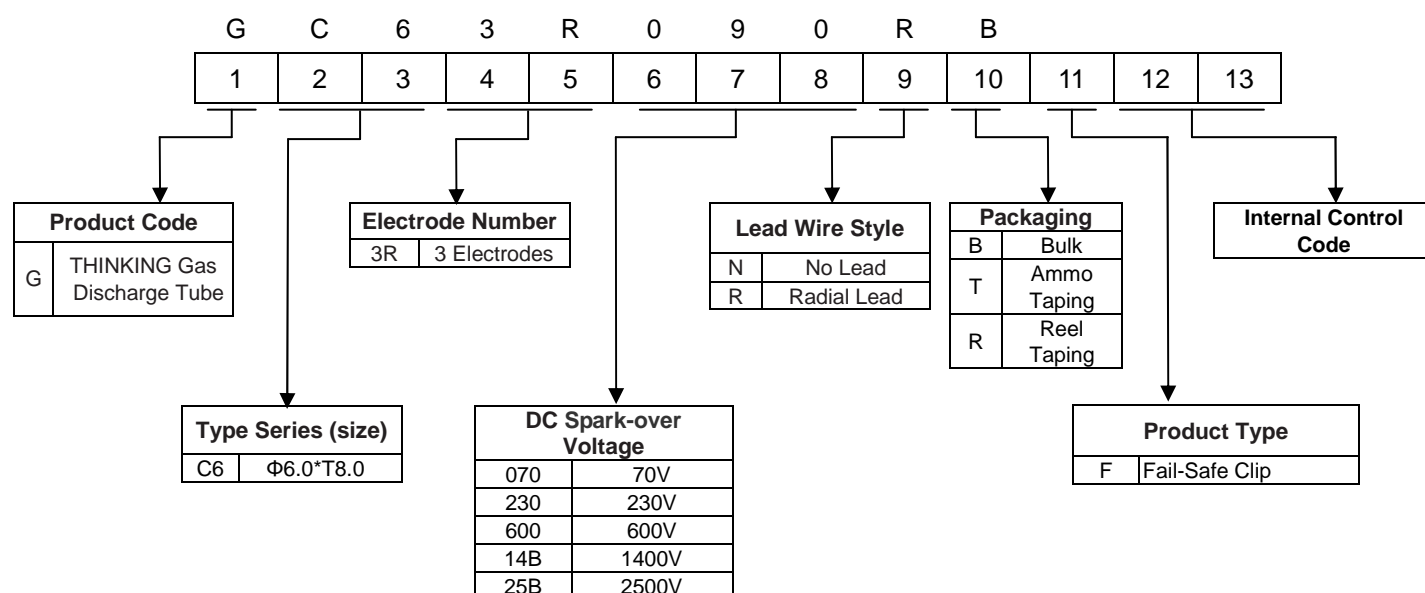 G C 6 3 R 0 9 0 R B
1 2 3 4 5 6 7 8 9 10 11 12 13
Product Code
G THINKING Gas
Discharge Tube
Electrode Number
3R 3 Electrodes
Lead Wire Style
N No Lead
R Radial Lead
Packaging
B Bulk
T Ammo
Taping
R Reel
Taping
Internal Control
Code
Type Series (size)
C6 Φ6.0*T8.0
DC Spark-over
Voltage
070 70V
230 230V
600 600V
14B 1400V
25B 2500V
Product Type
F Fail-Safe Clip